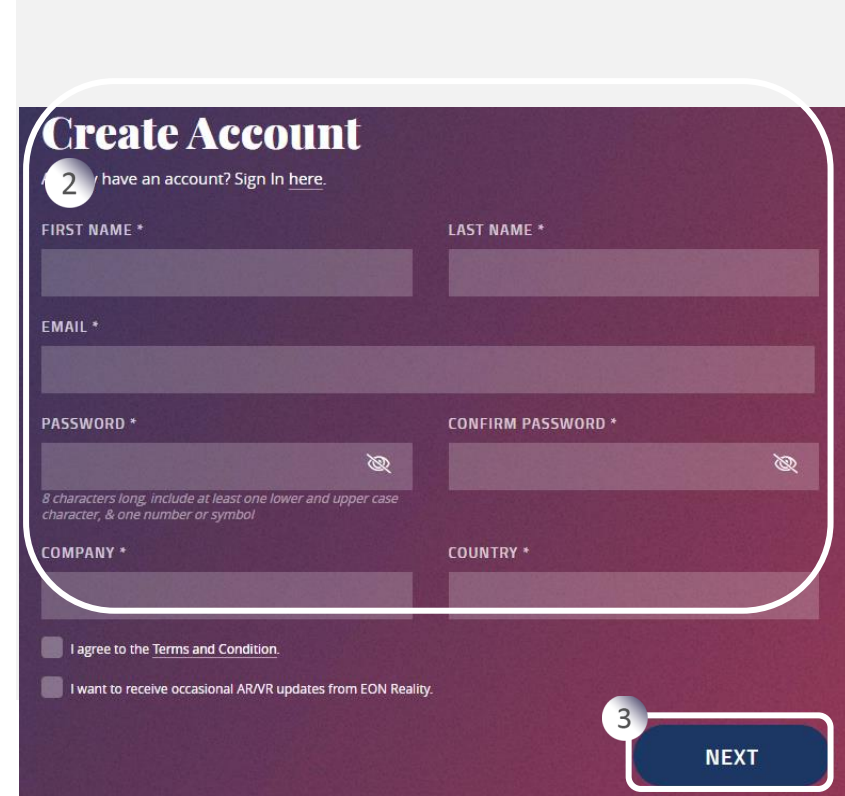 Create Account
2
have an account? Sign In here.
FIRST NAME *
LAST NAME *
EMAIL *
PASSWORD *
CONFIRM PASSWORD *
8 characters long, include at least one lower and upper case
character, & one number or symbol
COMPANY *
COUNTRY *
I agree to the Terms and Condition.
I want to receive occasional AR/VR updates from EON Reality.
3
NEXT